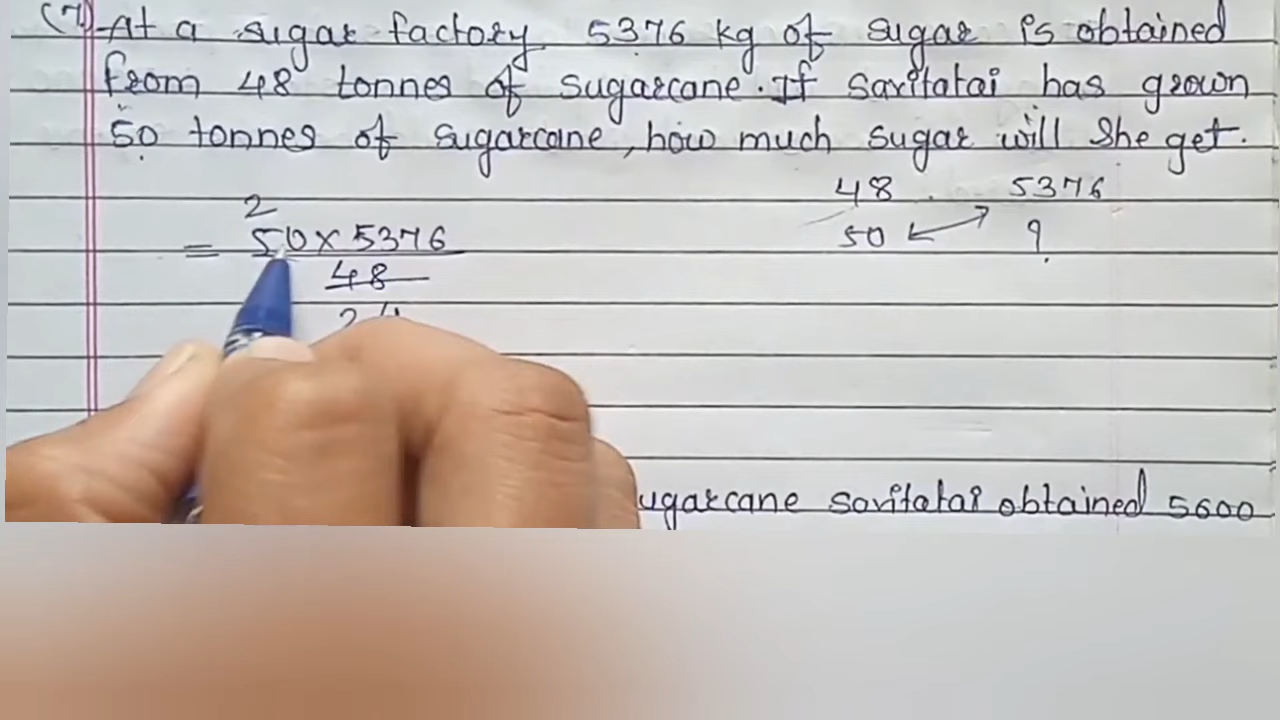 (7) At a sugar factory 5376 kg of sugar is obtained
from 48 tonnes of sugarcane. If Savitatai has grown
50 tonnes of sugarcane, how much sugar will she get.
48 5376
50 ?
2
= 50 x 5376
48
24
ugarcane savitatai obtained 5600